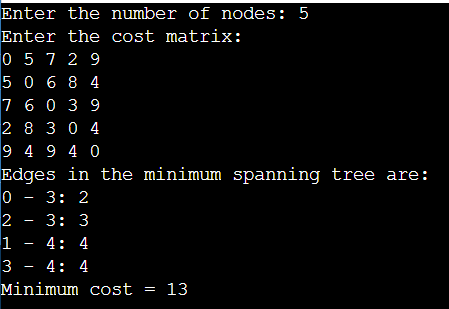 Enter the number of nodes: 5
Enter the cost matrix:
0 5 7 2 9
5 0 6 8 4
7 6 0 3 9
2 8 3 0 4
9 4 9 4 0
Edges in the minimum spanning tree are:
0 - 3: 2
2 - 3: 3
1 - 4: 4
3 - 4: 4
Minimum cost = 13